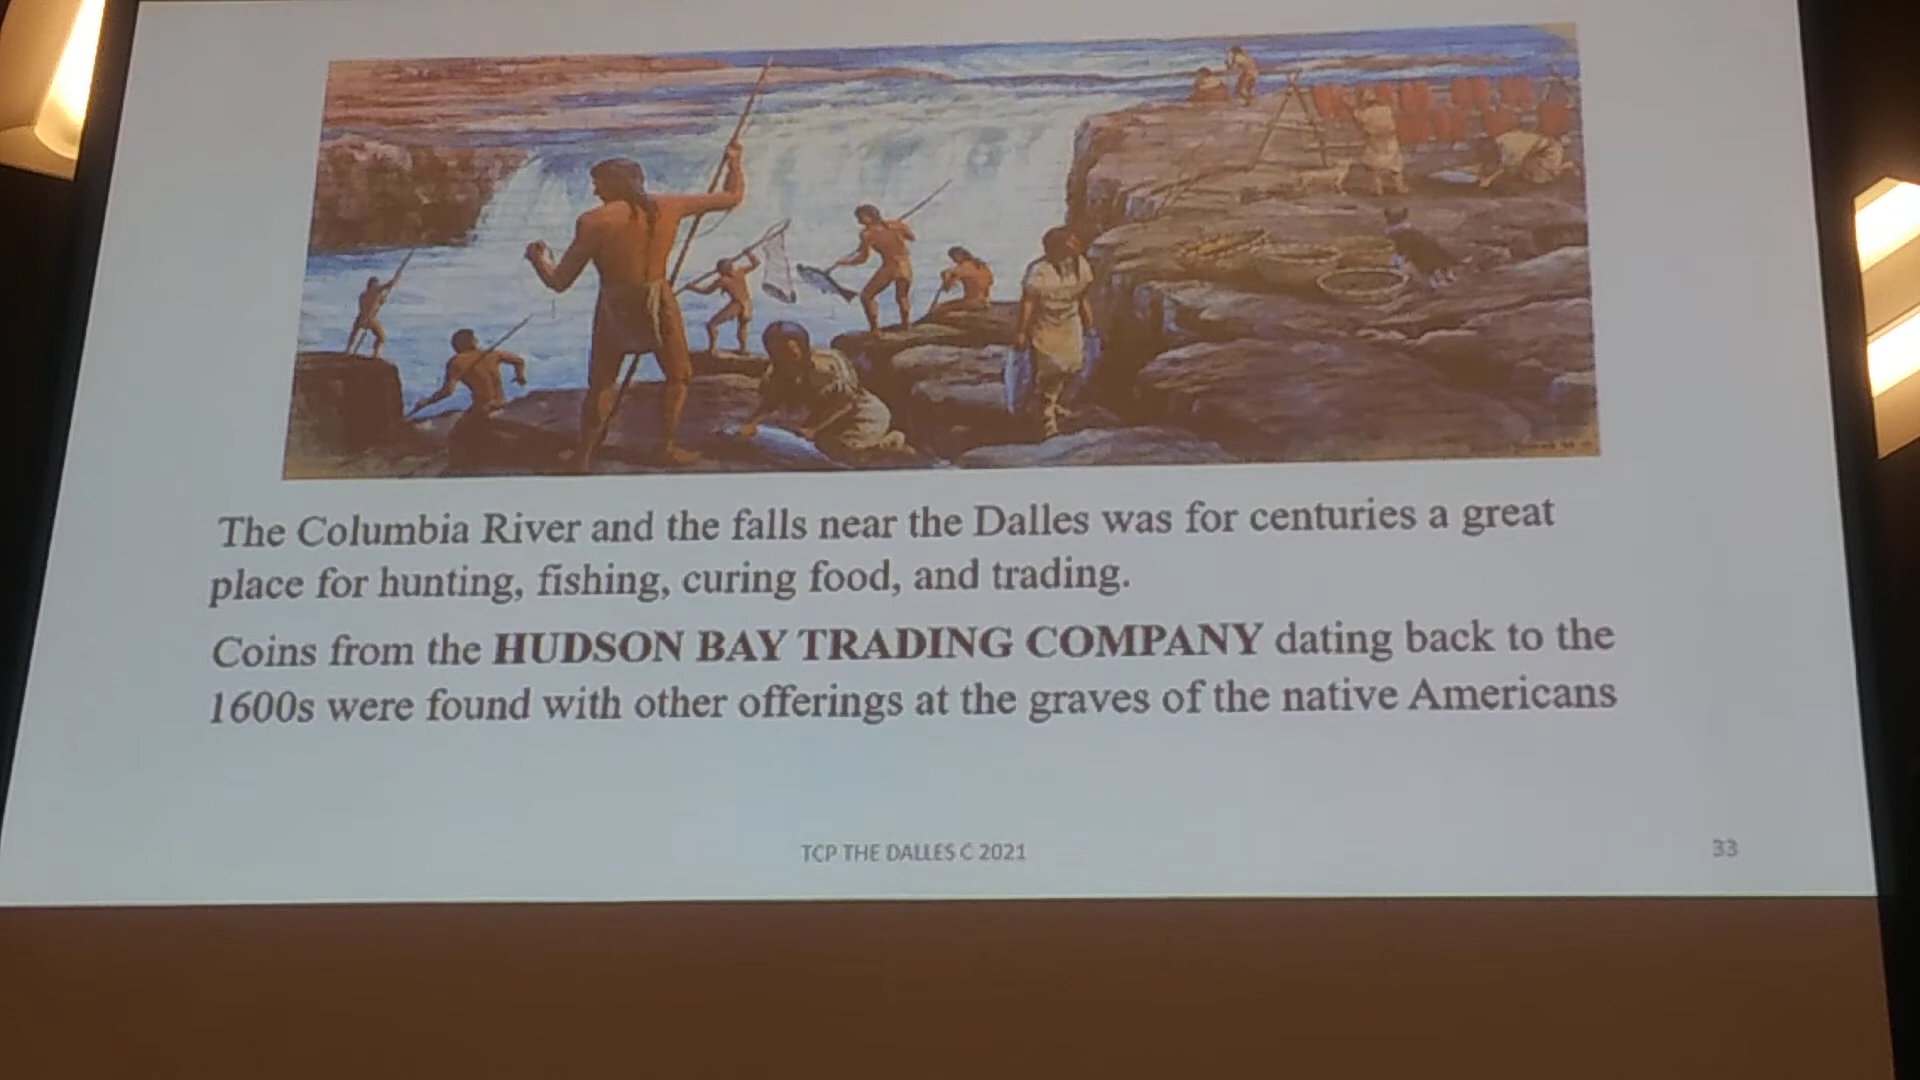 The Columbia River and the falls near the Dalles was for centuries a great
place for hunting, fishing, curing food, and trading.
Coins from the HUDSON BAY TRADING COMPANY dating back to the
1600s were found with other offerings at the graves of the native Americans
TCP THE DALLES C 2021
33